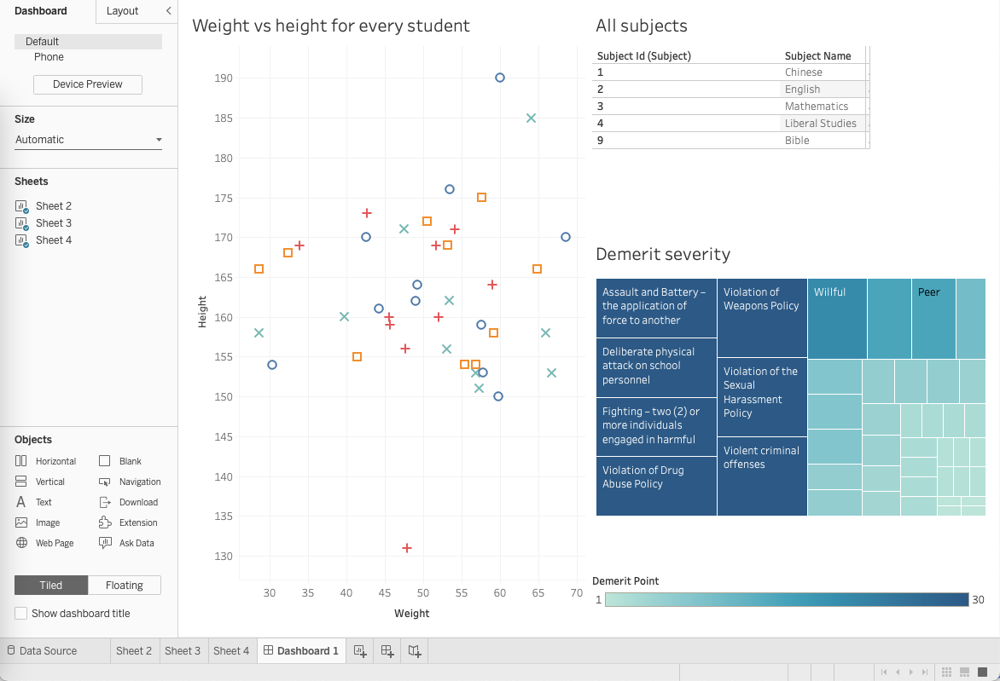 Dashboard
Layout
Default
Phone
Device Preview
Size
Automatic
Sheets
Sheet 2
Sheet 3
Sheet 4
Objects
Horizontal
Blank
Vertical
Navigation
Text
Download
Image
Extension
Web Page
Ask Data
Tiled
Floating
Show dashboard title
Weight vs height for every student
Height
190
185
180
175
170
165
160
155
150
145
140
135
130
30 35 40 45 50 55 60 65 70
Weight
All subjects
Subject Id (Subject) Subject Name
1 Chinese
2 English
3 Mathematics
4 Liberal Studies
9 Bible
Demerit severity
Assault and Battery –
the application of
force to another
Deliberate physical
attack on school
personnel
Fighting – two (2) or
more individuals
engaged in harmful
Violation of Drug
Abuse Policy
Violation of
Weapons Policy
Violation of the
Sexual
Harassment
Policy
Violent criminal
offenses
Willful
Peer
Demerit Point
1 30
Data Source
Sheet 2
Sheet 3
Sheet 4
Dashboard 1